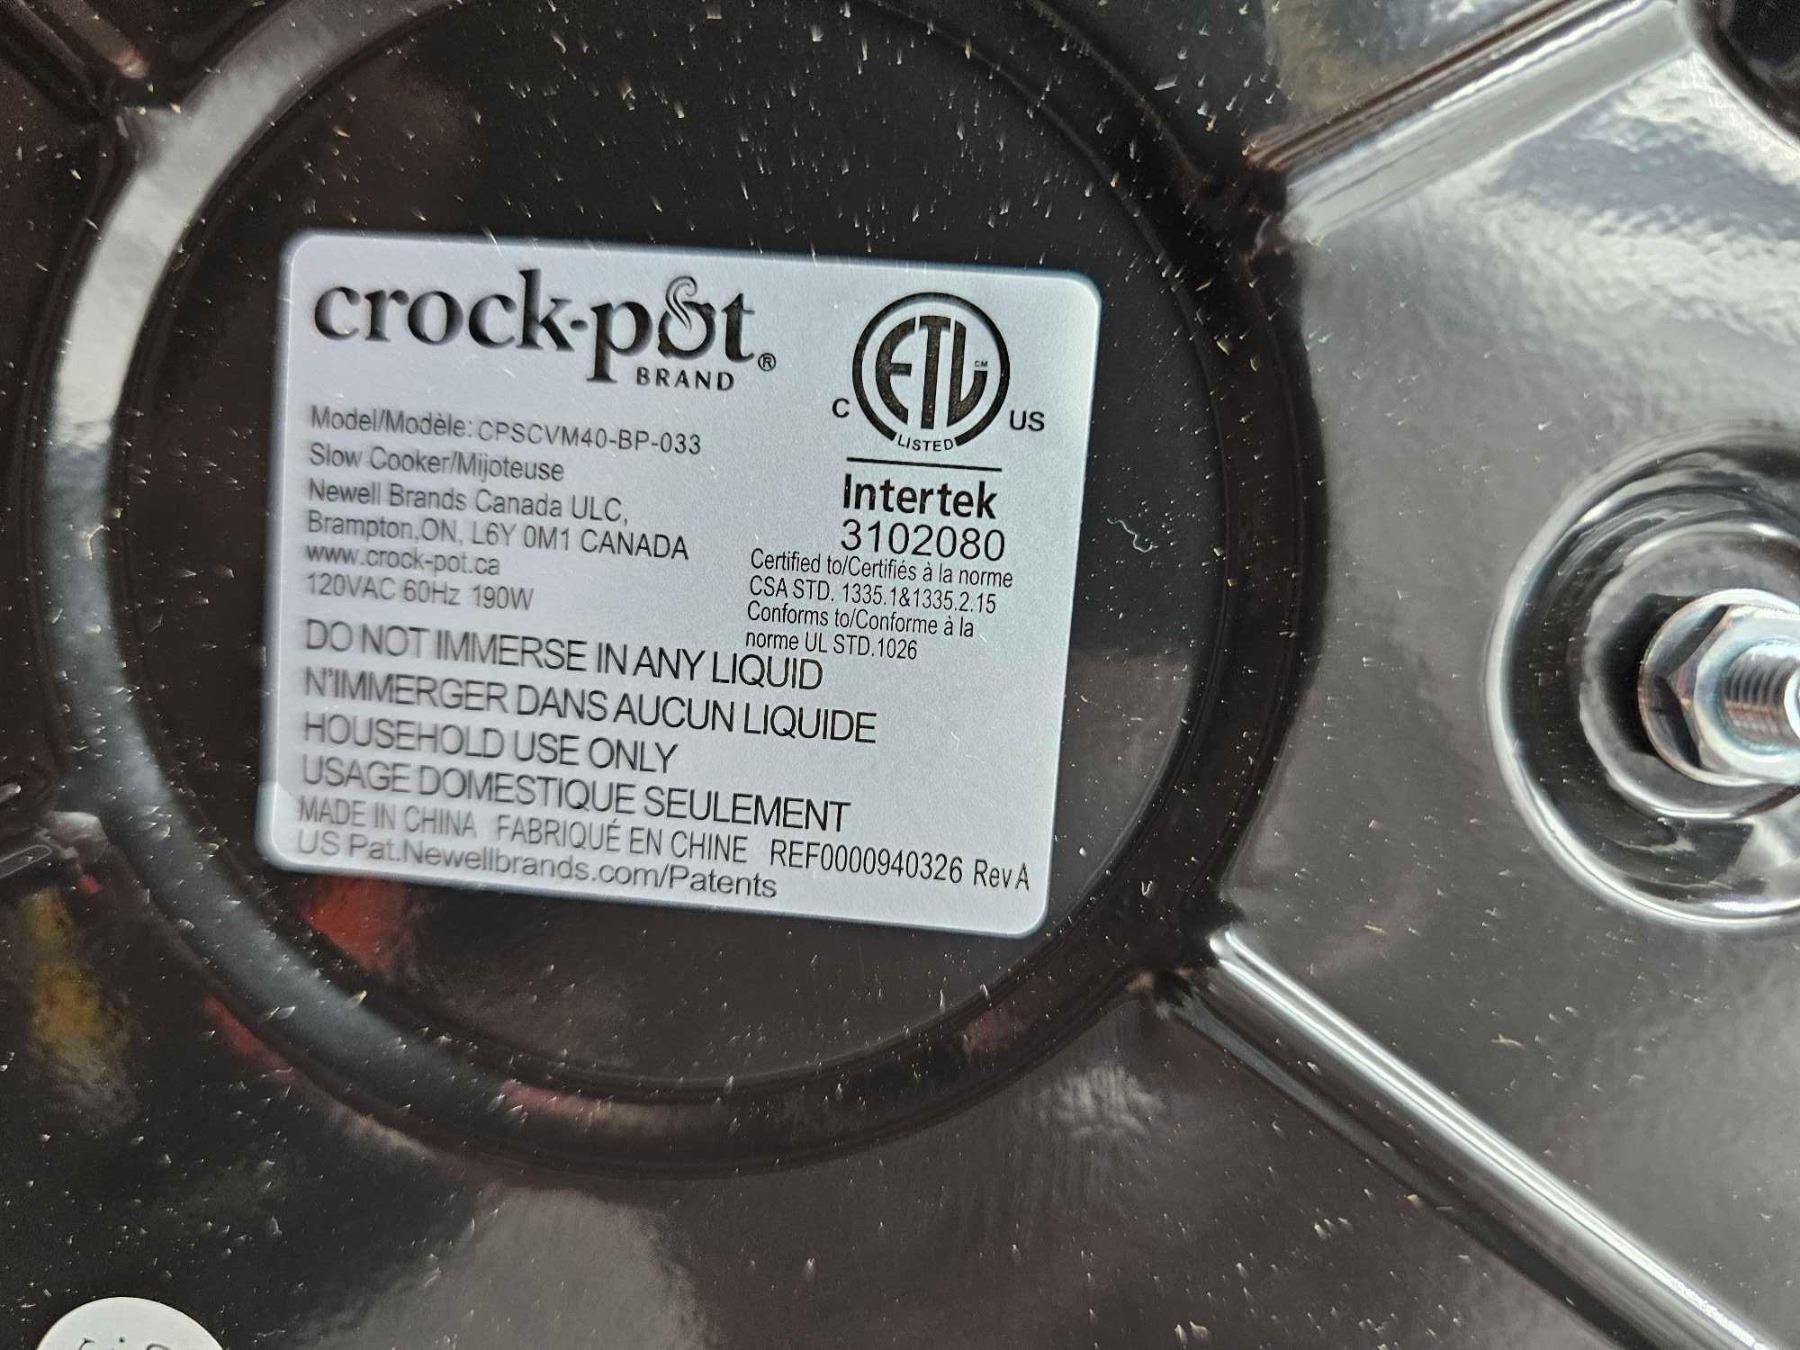 crock-pot®
BRAND
Model/Modèle: CPSCVM40-BP-033
Slow Cooker/Mijoteuse
Newell Brands Canada ULC,
Brampton,ON, L6Y 0M1 CANADA
www.crock-pot.ca
120VAC 60Hz 190W
ETL CM
C US
LISTED
Intertek
3102080
Certified to/Certifiés à la norme
CSA STD. 1335.1&1335.2.15
Conforms to/Conforme à la
norme UL STD.1026
DO NOT IMMERSE IN ANY LIQUID
N'IMMERGER DANS AUCUN LIQUIDE
HOUSEHOLD USE ONLY
USAGE DOMESTIQUE SEULEMENT
MADE IN CHINA FABRIQUÉ EN CHINE REF0000940326 RevA
US Pat.Newellbrands.com/Patents